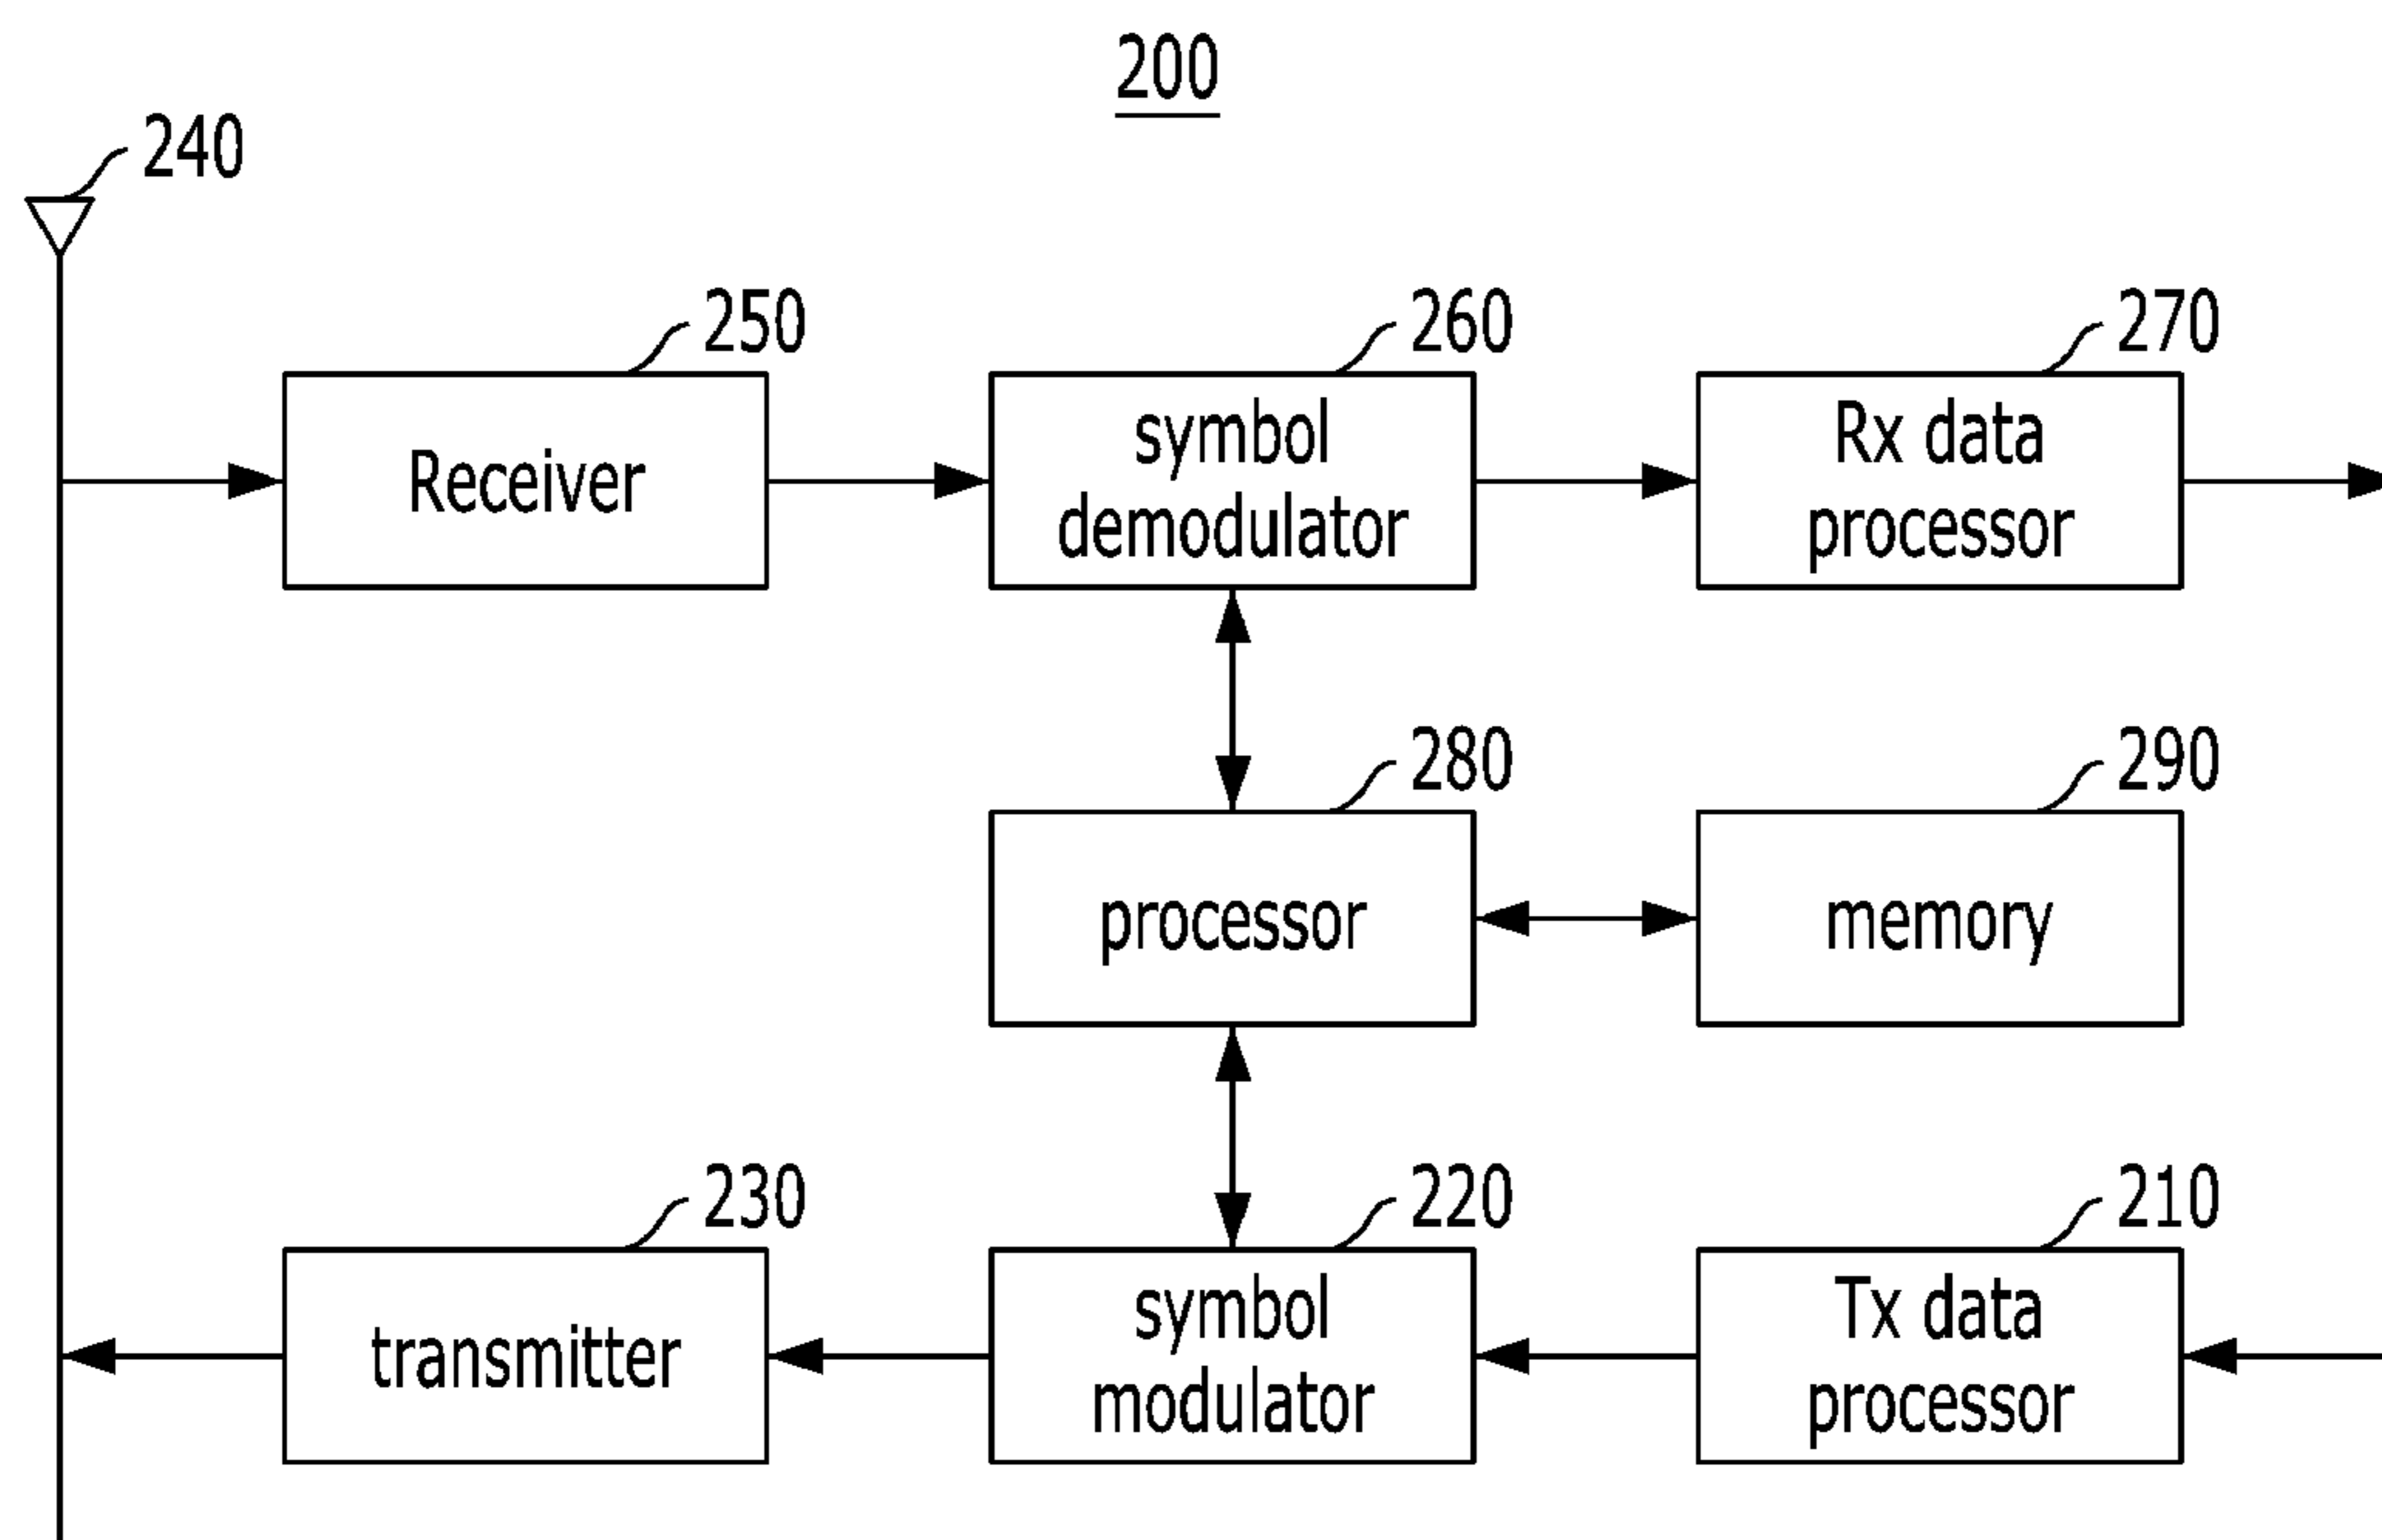 200
240
250
260
270
Receiver
symbol
demodulator
Rx data
processor
280
290
processor
memory
230
220
210
transmitter
symbol
modulator
Tx data
processor